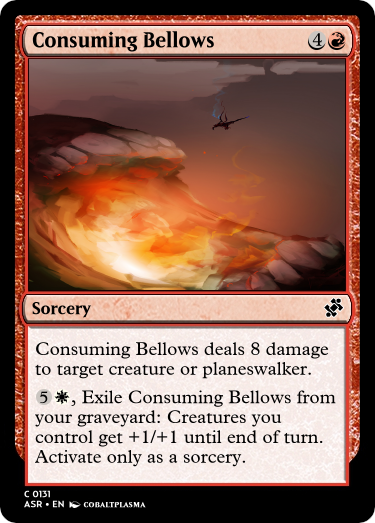 Consuming Bellows 4
Sorcery
Consuming Bellows deals 8 damage
to target creature or planeswalker.
5, Exile Consuming Bellows from
your graveyard: Creatures you
control get +1/+1 until end of turn.
Activate only as a sorcery.
C 0131
ASR • EN COBALTPLASMA